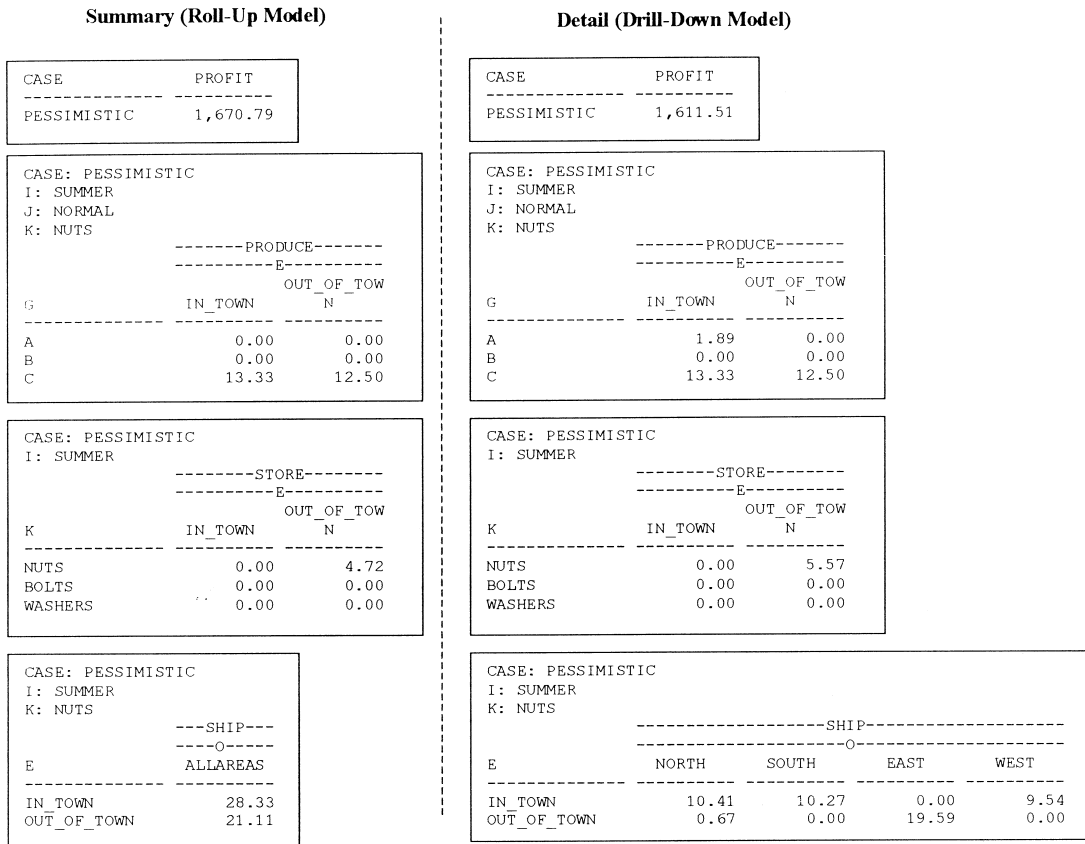 Summary (Roll-Up Model)
CASE PROFIT
-------------- ----------
PESSIMISTIC 1,670.79
CASE: PESSIMISTIC
I: SUMMER
J: NORMAL
K: NUTS
-------PRODUCE-------
----------E----------
OUT_OF_TOW
G IN_TOWN N
-------------- ---------- ----------
A 0.00 0.00
B 0.00 0.00
C 13.33 12.50
CASE: PESSIMISTIC
I: SUMMER
--------STORE--------
----------E----------
OUT_OF_TOW
K IN_TOWN N
-------------- ---------- ----------
NUTS 0.00 4.72
BOLTS 0.00 0.00
WASHERS 0.00 0.00
CASE: PESSIMISTIC
I: SUMMER
K: NUTS
---SHIP---
----O-----
E ALLAREAS
-------------- ----------
IN_TOWN 28.33
OUT_OF_TOWN 21.11
Detail (Drill-Down Model)
CASE PROFIT
-------------- ----------
PESSIMISTIC 1,611.51
CASE: PESSIMISTIC
I: SUMMER
J: NORMAL
K: NUTS
-------PRODUCE-------
----------E----------
OUT_OF_TOW
G IN_TOWN N
-------------- ---------- ----------
A 1.89 0.00
B 0.00 0.00
C 13.33 12.50
CASE: PESSIMISTIC
I: SUMMER
--------STORE--------
----------E----------
OUT_OF_TOW
K IN_TOWN N
-------------- ---------- ----------
NUTS 0.00 5.57
BOLTS 0.00 0.00
WASHERS 0.00 0.00
CASE: PESSIMISTIC
I: SUMMER
K: NUTS
-------------------SHIP--------------------
---------------------O---------------------
E NORTH SOUTH EAST WEST
-------------- ---------- ---------- ---------- ----------
IN_TOWN 10.41 10.27 0.00 9.54
OUT_OF_TOWN 0.67 0.00 19.59 0.00